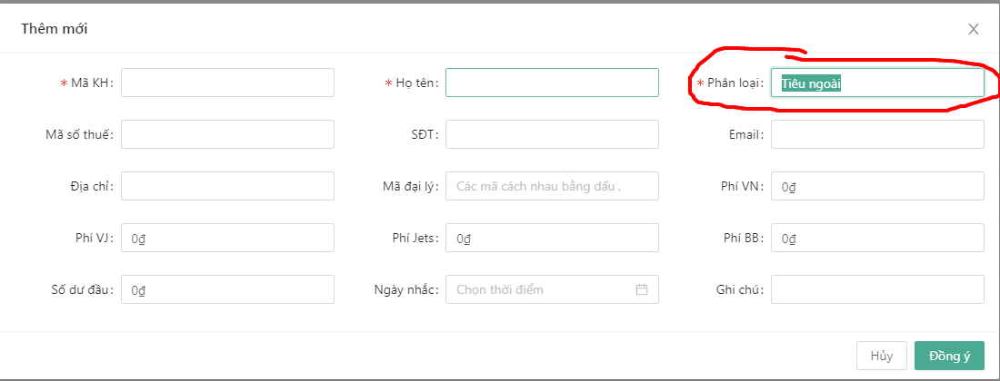 Thêm mới
* Mã KH:
* Họ tên:
* Phân loại: Tiêu ngoài
Mã số thuế:
SĐT:
Email:
Địa chỉ:
Mã đại lý: Các mã cách nhau bằng dấu ,
Phí VN: 0₫
Phí VJ: 0₫
Phí Jets: 0₫
Phí BB: 0₫
Số dư đầu: 0₫
Ngày nhắc: Chọn thời điểm
Ghi chú:
Hủy
Đồng ý